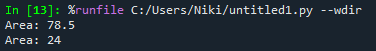 In [13]: %runfile C:/Users/Niki/untitled1.py --wdir
Area: 78.5
Area: 24